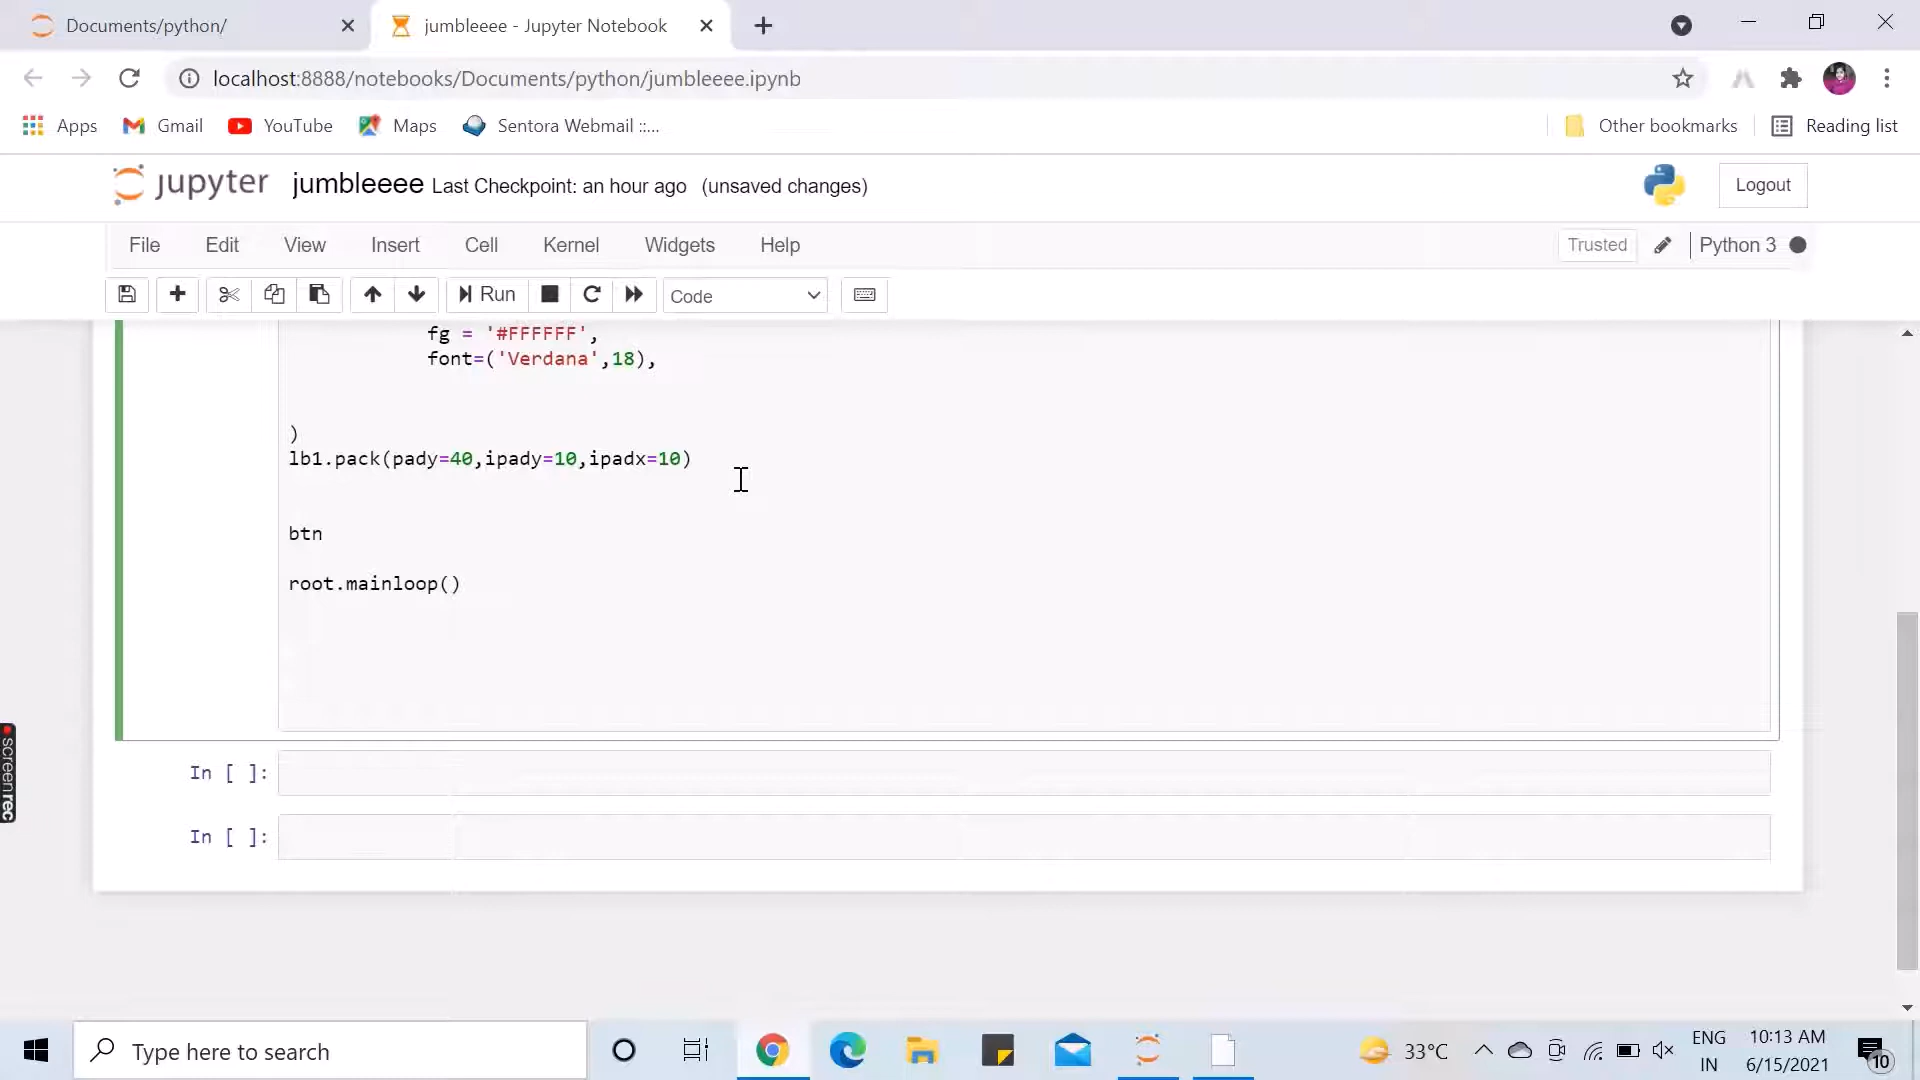 Documents/python/
jumbleeee - Jupyter Notebook
localhost:8888/notebooks/Documents/python/jumbleeee.ipynb
Apps Gmail YouTube Maps Sentora Webmail ::... Other bookmarks Reading list
jupyter jumbleeee Last Checkpoint: an hour ago (unsaved changes) Logout
File Edit View Insert Cell Kernel Widgets Help Trusted Python 3
Run Code
fg = '#FFFFFF',
font=('Verdana',18),
)
lb1.pack(pady=40,ipady=10,ipadx=10)
btn
root.mainloop()
In [ ]:
In [ ]:
screenrec
Type here to search 33°C ENG 10:13 AM
IN 6/15/2021 10